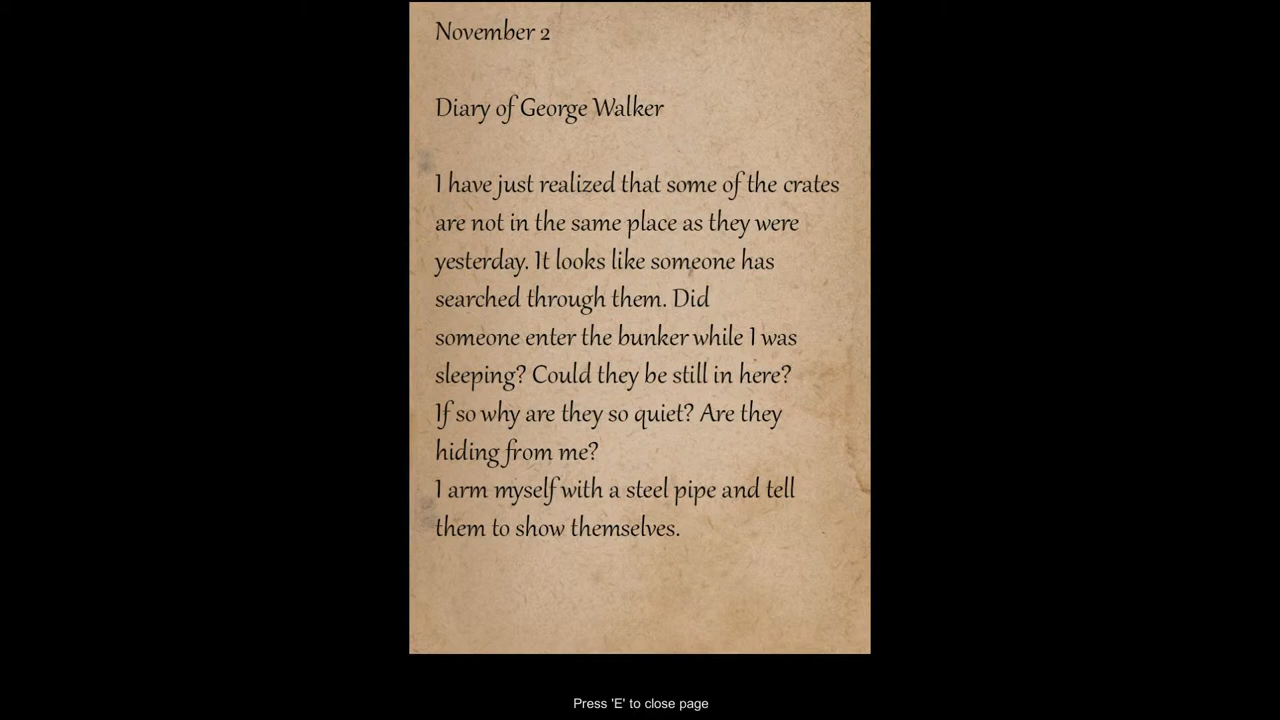 November 2
Diary of George Walker
I have just realized that some of the crates
are not in the same place as they were
yesterday. It looks like someone has
searched through them. Did
someone enter the bunker while I was
sleeping? Could they be still in here?
If so why are they so quiet? Are they
hiding from me?
I arm myself with a steel pipe and tell
them to show themselves.
Press 'E' to close page